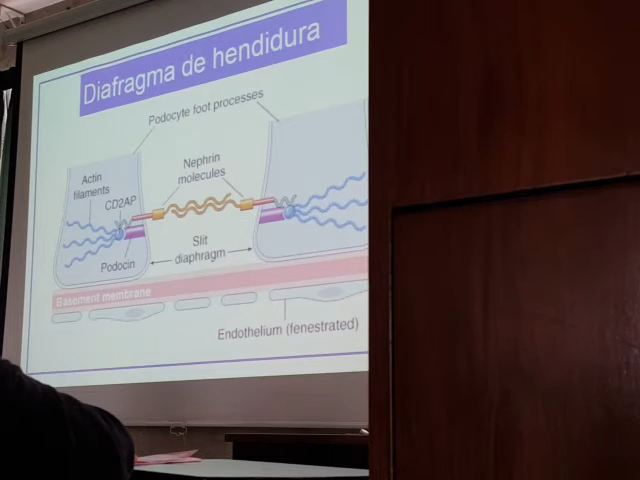 Diafragma de hendidura
Podocyte foot processes
Nephrin
molecules
Actin
filaments
CD2AP
Slit
diaphragm
Podocin
Basement membrane
Endothelium (fenestrated)